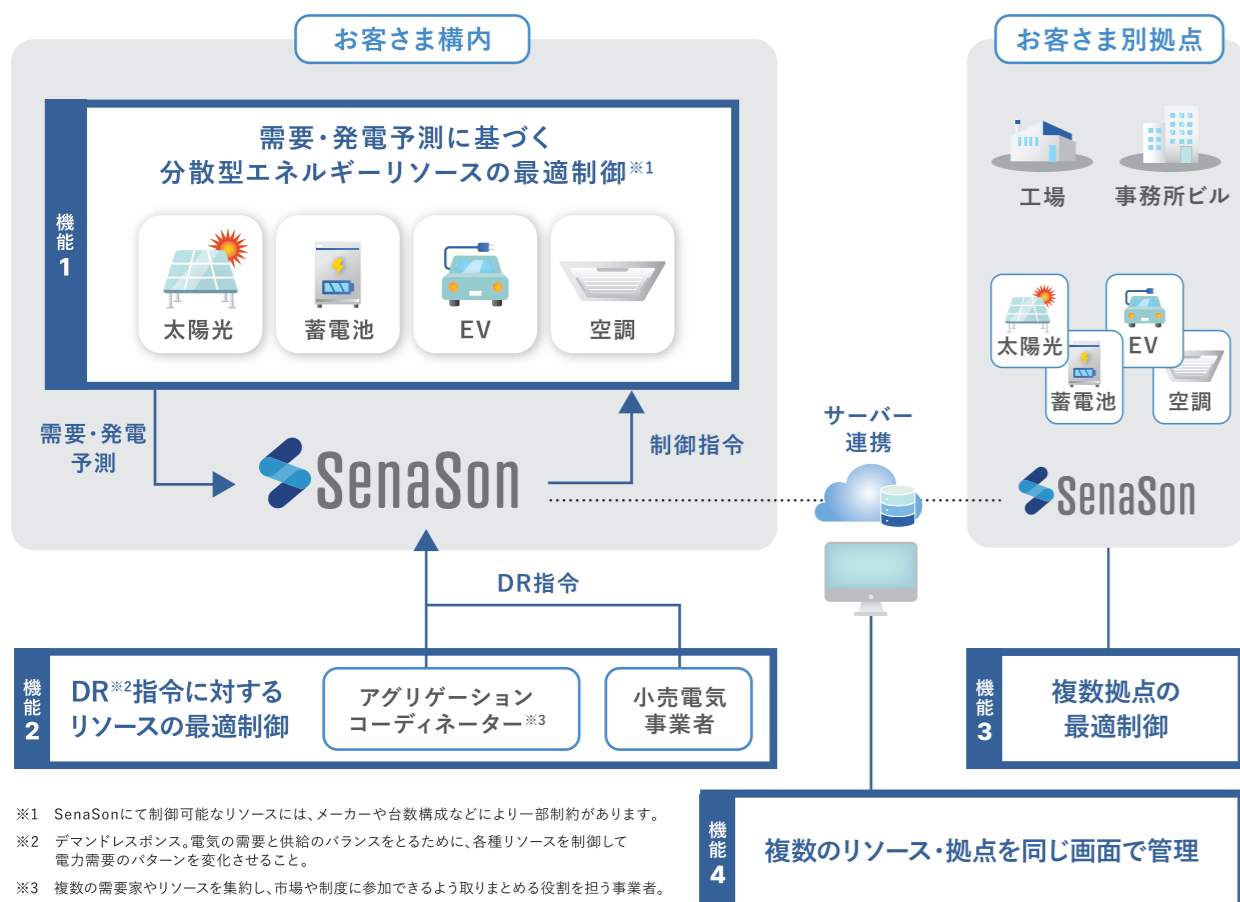 お客さま構内
機能1
需要・発電予測に基づく
分散型エネルギーリソースの最適制御※1
太陽光
蓄電池
EV
空調
需要・発電
予測
SenaSon
制御指令
サーバー
連携
お客さま別拠点
工場
事務所ビル
太陽光
蓄電池
EV
空調
SenaSon
DR指令
機能2
DR※2指令に対する
リソースの最適制御
アグリゲーション
コーディネーター※3
小売電気
事業者
機能3
複数拠点の
最適制御
機能4
複数のリソース・拠点を同じ画面で管理
※1 SenaSonにて制御可能なリソースには、メーカーや台数構成などにより一部制約があります。
※2 デマンドレスポンス。電気の需要と供給のバランスをとるために、各種リソースを制御して
電力需要のパターンを変化させること。
※3 複数の需要家やリソースを集約し、市場や制度に参加できるよう取りまとめる役割を担う事業者。